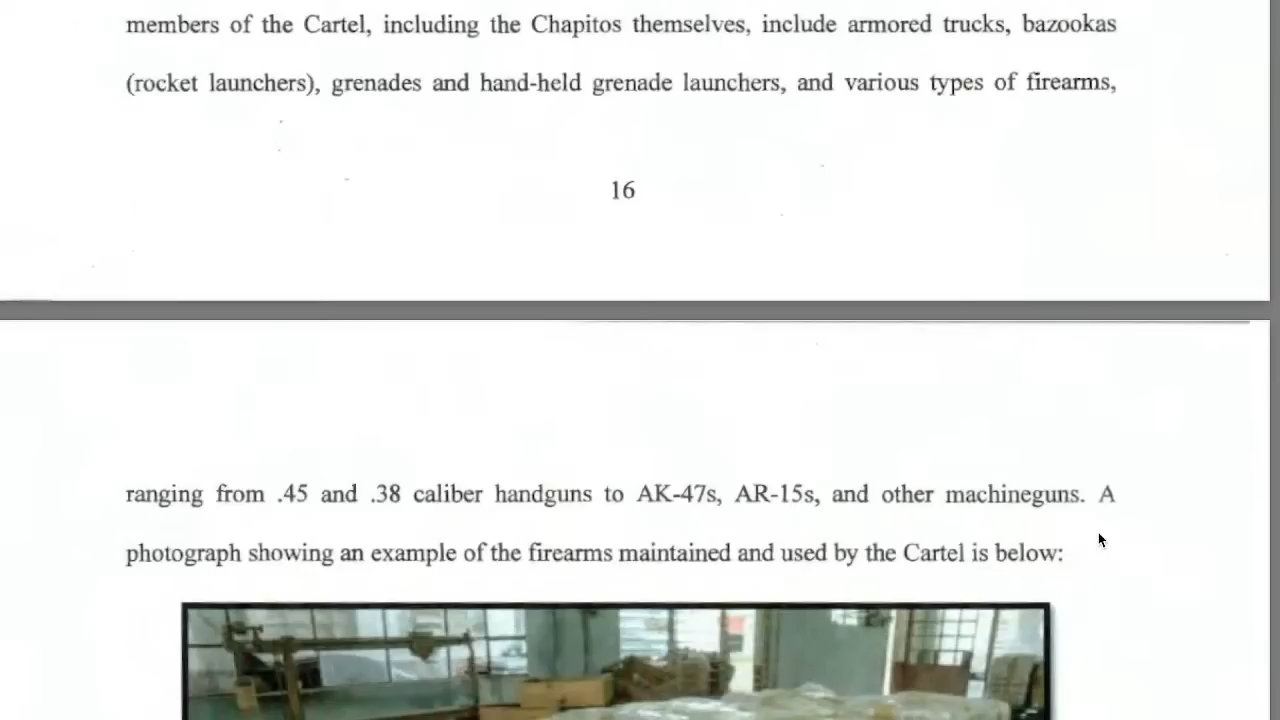 members of the Cartel, including the Chapitos themselves, include armored trucks, bazookas
(rocket launchers), grenades and hand-held grenade launchers, and various types of firearms,
16
ranging from .45 and .38 caliber handguns to AK-47s, AR-15s, and other machineguns. A
photograph showing an example of the firearms maintained and used by the Cartel is below: